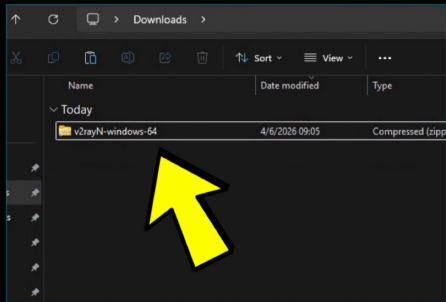 Downloads
Sort
View
Name Date modified Type
Today
v2rayN-windows-64 4/6/2026 09:05 Compressed (zipp
s
s